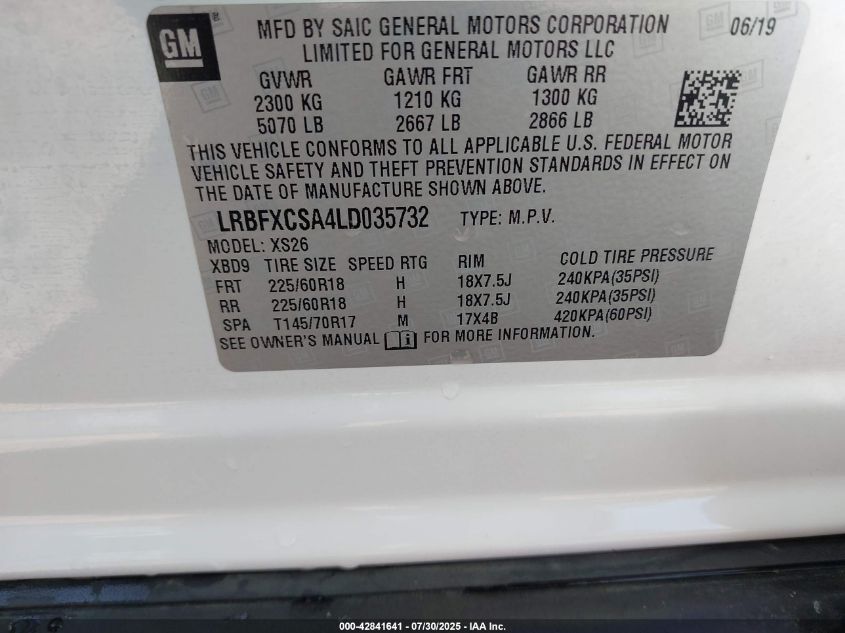 GM
MFD BY SAIC GENERAL MOTORS CORPORATION 06/19
LIMITED FOR GENERAL MOTORS LLC
GVWR GAWR FRT GAWR RR
2300 KG 1210 KG 1300 KG
5070 LB 2667 LB 2866 LB
THIS VEHICLE CONFORMS TO ALL APPLICABLE U.S. FEDERAL MOTOR
VEHICLE SAFETY AND THEFT PREVENTION STANDARDS IN EFFECT ON
THE DATE OF MANUFACTURE SHOWN ABOVE.
LRBFXCSA4LD035732 TYPE: M.P.V.
MODEL: XS26
XBD9 TIRE SIZE SPEED RTG RIM COLD TIRE PRESSURE
FRT 225/60R18 H 18X7.5J 240KPA(35PSI)
RR 225/60R18 H 18X7.5J 240KPA(35PSI)
SPA T145/70R17 M 17X4B 420KPA(60PSI)
SEE OWNER'S MANUAL FOR MORE INFORMATION.
000-42841641 - 07/30/2025 - IAA Inc.